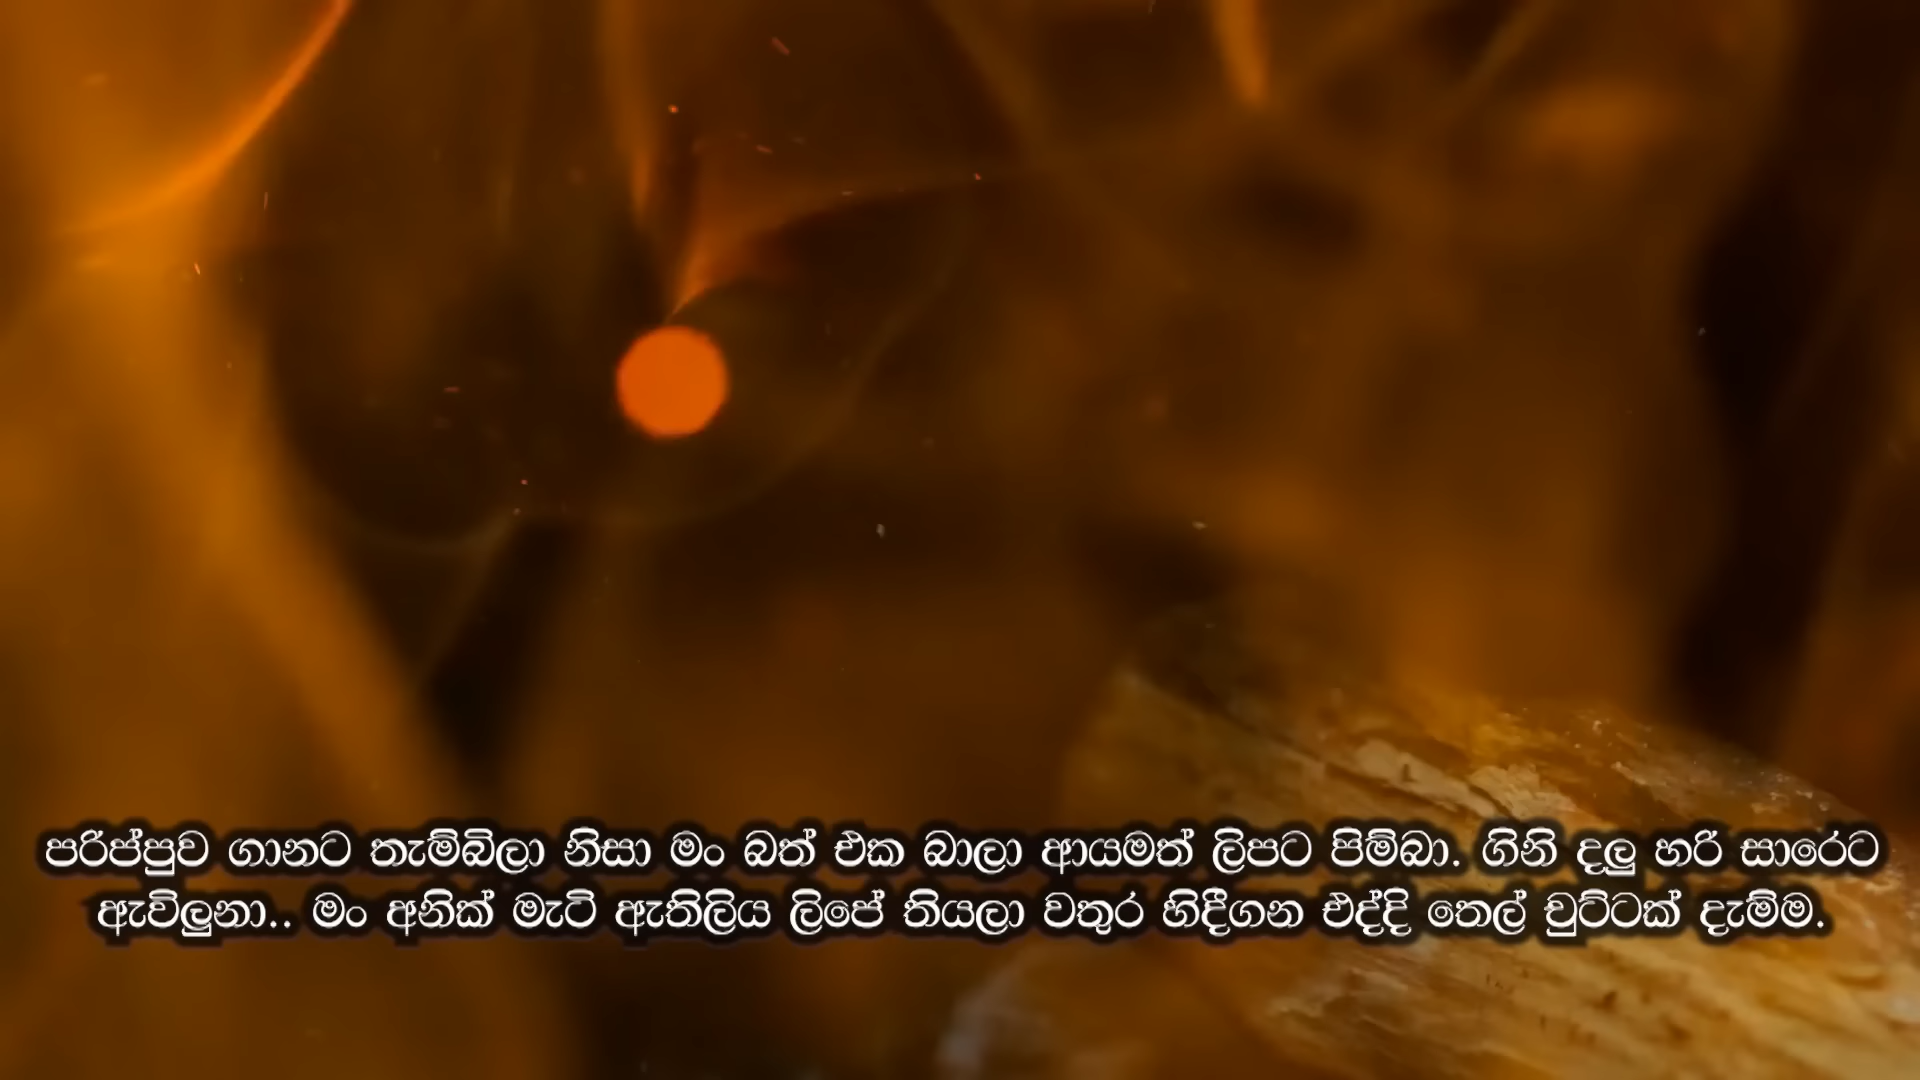 පරිප්පුව ගානට තැම්බිලා නිසා මං බත් එක බාලා ආයමත් ලිපට පිම්බා. ගිනි දලු හරි සාරෙට
ඇවිලුනා.. මං අනික් මැටි ඇතිලිය ලිපේ තියලා වතුර හිදීගන එද්දි තෙල් චුට්ටක් දැම්ම.